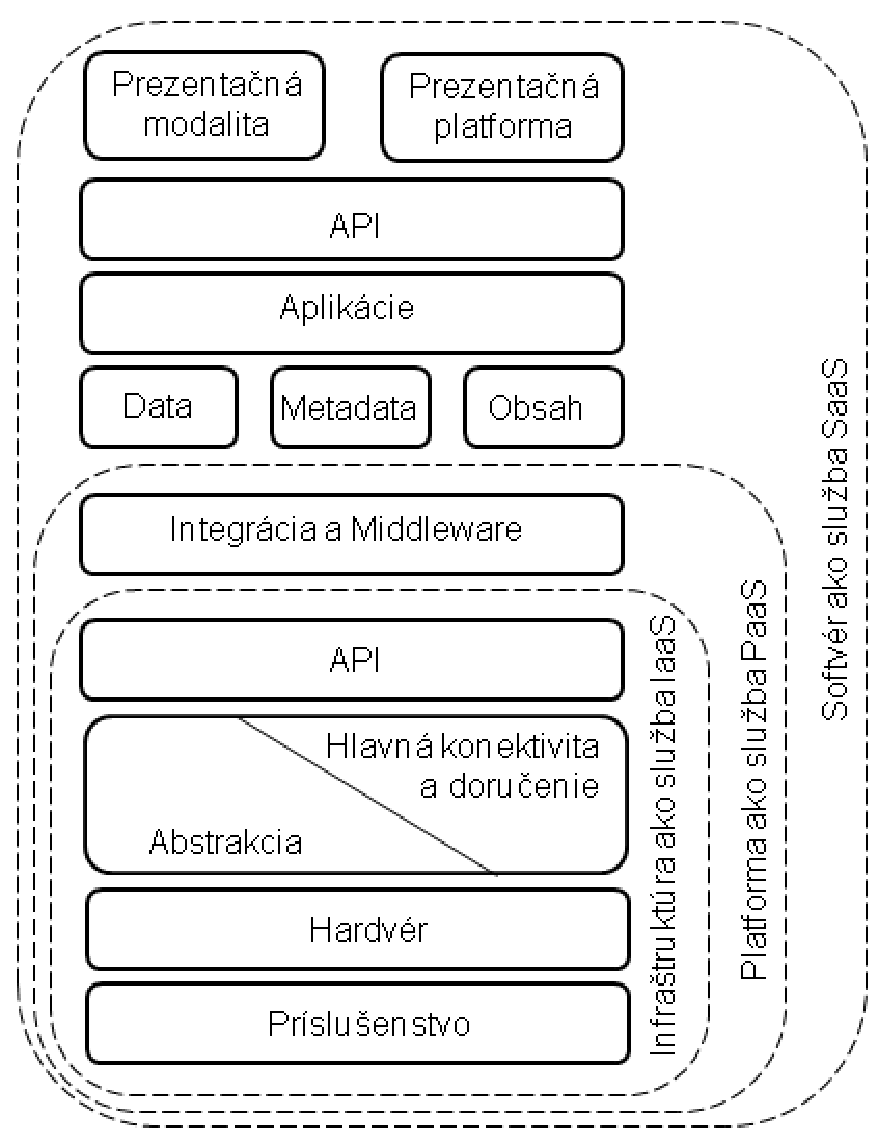 Prezentačná
modalita
Prezentačná
platforma
API
Aplikácie
Data
Metadata
Obsah
Integrácia a Middleware
API
Hlavná konektivita
a doručenie
Abstrakcia
Hardvér
Príslušenstvo
Infraštruktúra ako služba IaaS
Platforma ako služba PaaS
Softvér ako služba SaaS